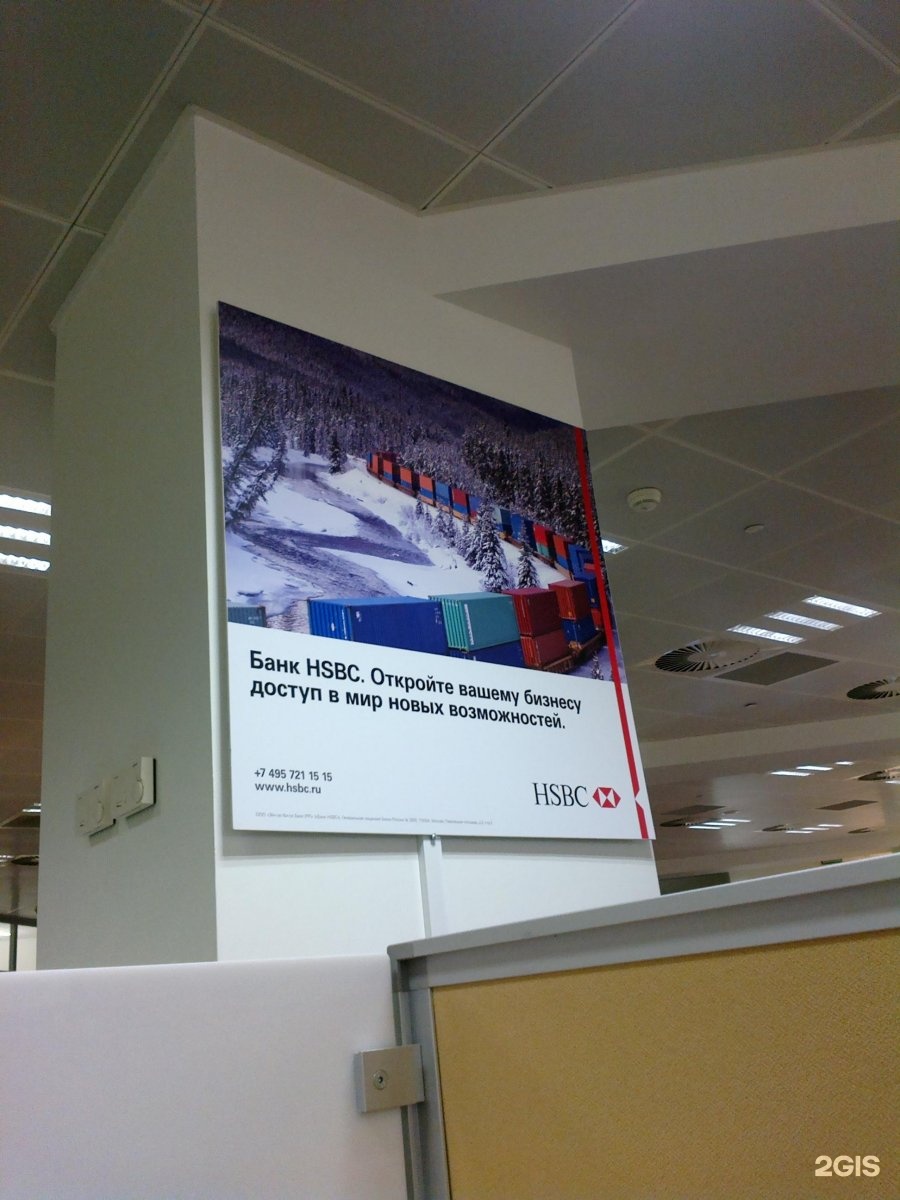 Банк HSBC. Откройте вашему бизнесу
доступ в мир новых возможностей.
+7 495 721 15 15
www.hsbc.ru
HSBC
2GIS